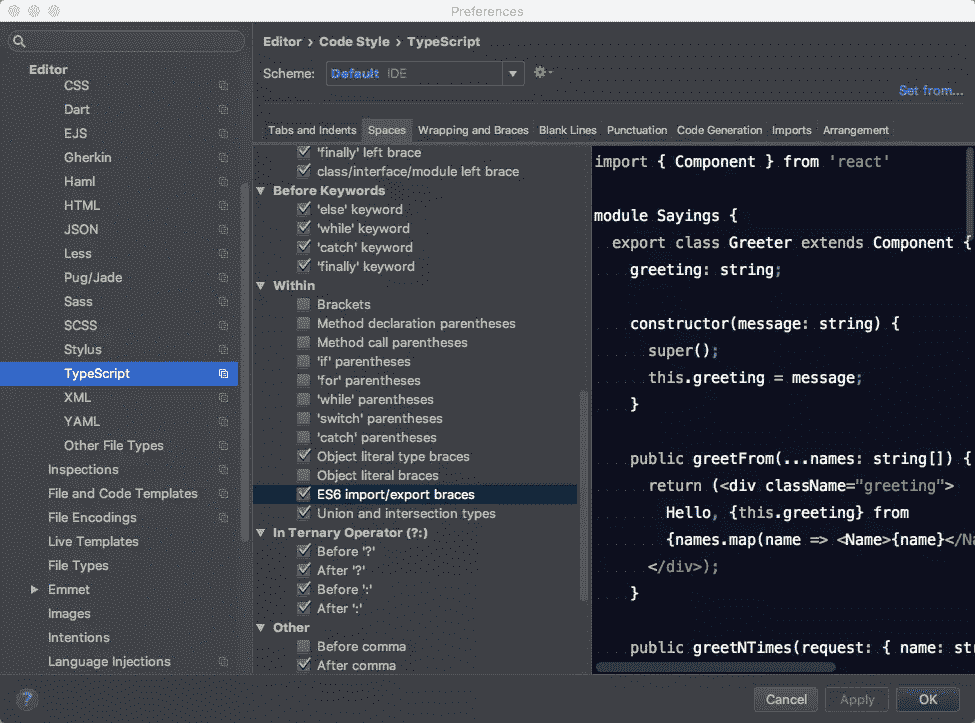 Preferences
Editor
CSS
Dart
EJS
Gherkin
Haml
HTML
JSON
Less
Pug/Jade
Sass
SCSS
Stylus
TypeScript
XML
YAML
Other File Types
Inspections
File and Code Templates
File Encodings
Live Templates
File Types
Emmet
Images
Intentions
Language Injections
?
Editor › Code Style › TypeScript
Scheme: Default IDE
Set from...
Tabs and Indents Spaces Wrapping and Braces Blank Lines Punctuation Code Generation Imports Arrangement
'finally' left brace
class/interface/module left brace
Before Keywords
'else' keyword
'while' keyword
'catch' keyword
'finally' keyword
Within
Brackets
Method declaration parentheses
Method call parentheses
'if' parentheses
'for' parentheses
'while' parentheses
'switch' parentheses
'catch' parentheses
Object literal type braces
Object literal braces
ES6 import/export braces
Union and intersection types
In Ternary Operator (?:)
Before '?'
After '?'
Before ':'
After ':'
Other
Before comma
After comma
import { Component } from 'react'
module Sayings {
export class Greeter extends Component {
greeting: string;
constructor(message: string) {
super();
this.greeting = message;
}
public greetFrom(...names: string[]) {
return (<div className="greeting">
Hello, {this.greeting} from
{names.map(name => <Name>{name}</Na
</div>);
}
public greetNTimes(request: { name: str
Cancel Apply OK